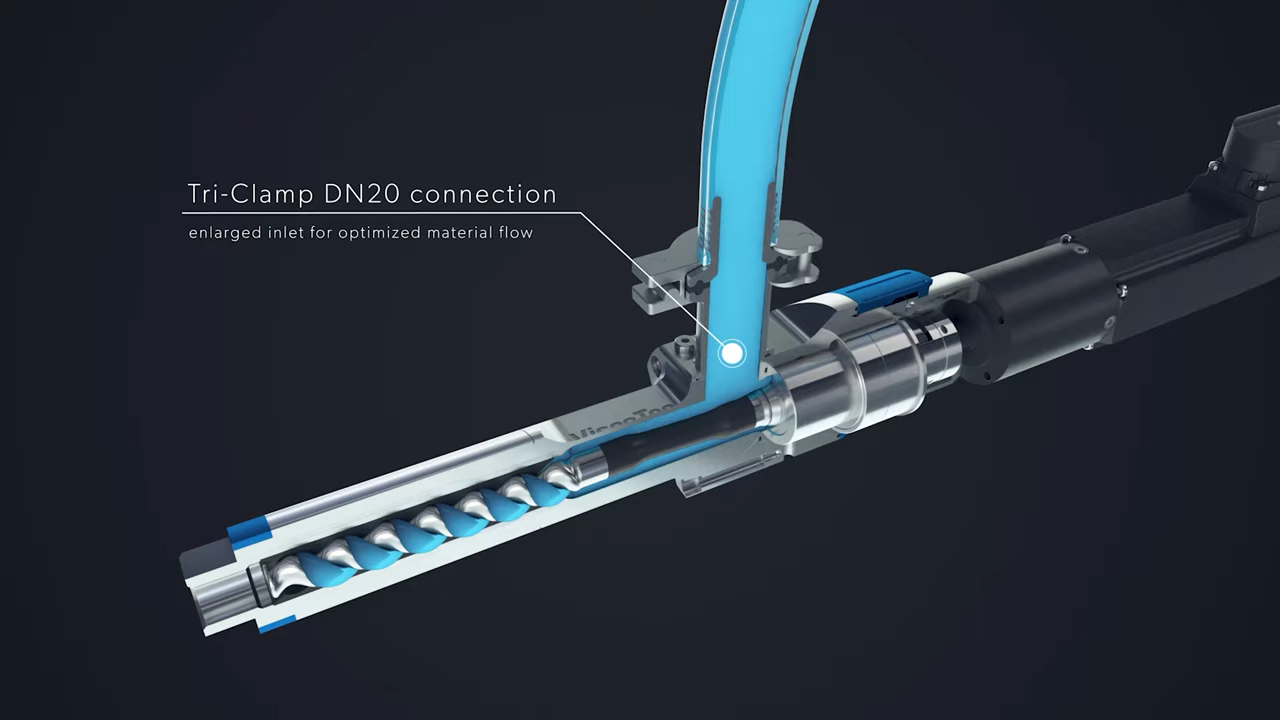 Tri-Clamp DN20 connection
enlarged inlet for optimized material flow